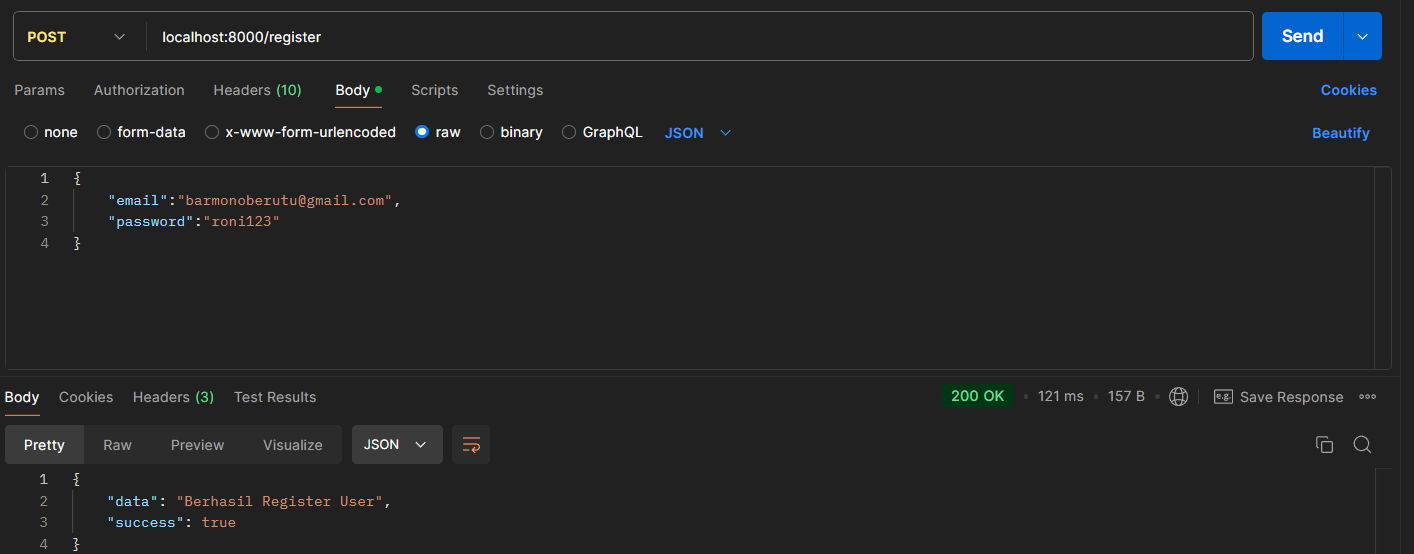 POST localhost:8000/register Send
Params Authorization Headers (10) Body Scripts Settings Cookies
none form-data x-www-form-urlencoded raw binary GraphQL JSON Beautify
1 {
2 "email":"barmonoberutu@gmail.com",
3 "password":"roni123"
4 }
Body Cookies Headers (3) Test Results 200 OK 121 ms 157 B e.g. Save Response
Pretty Raw Preview Visualize JSON
1 {
2 "data": "Berhasil Register User",
3 "success": true
4 }